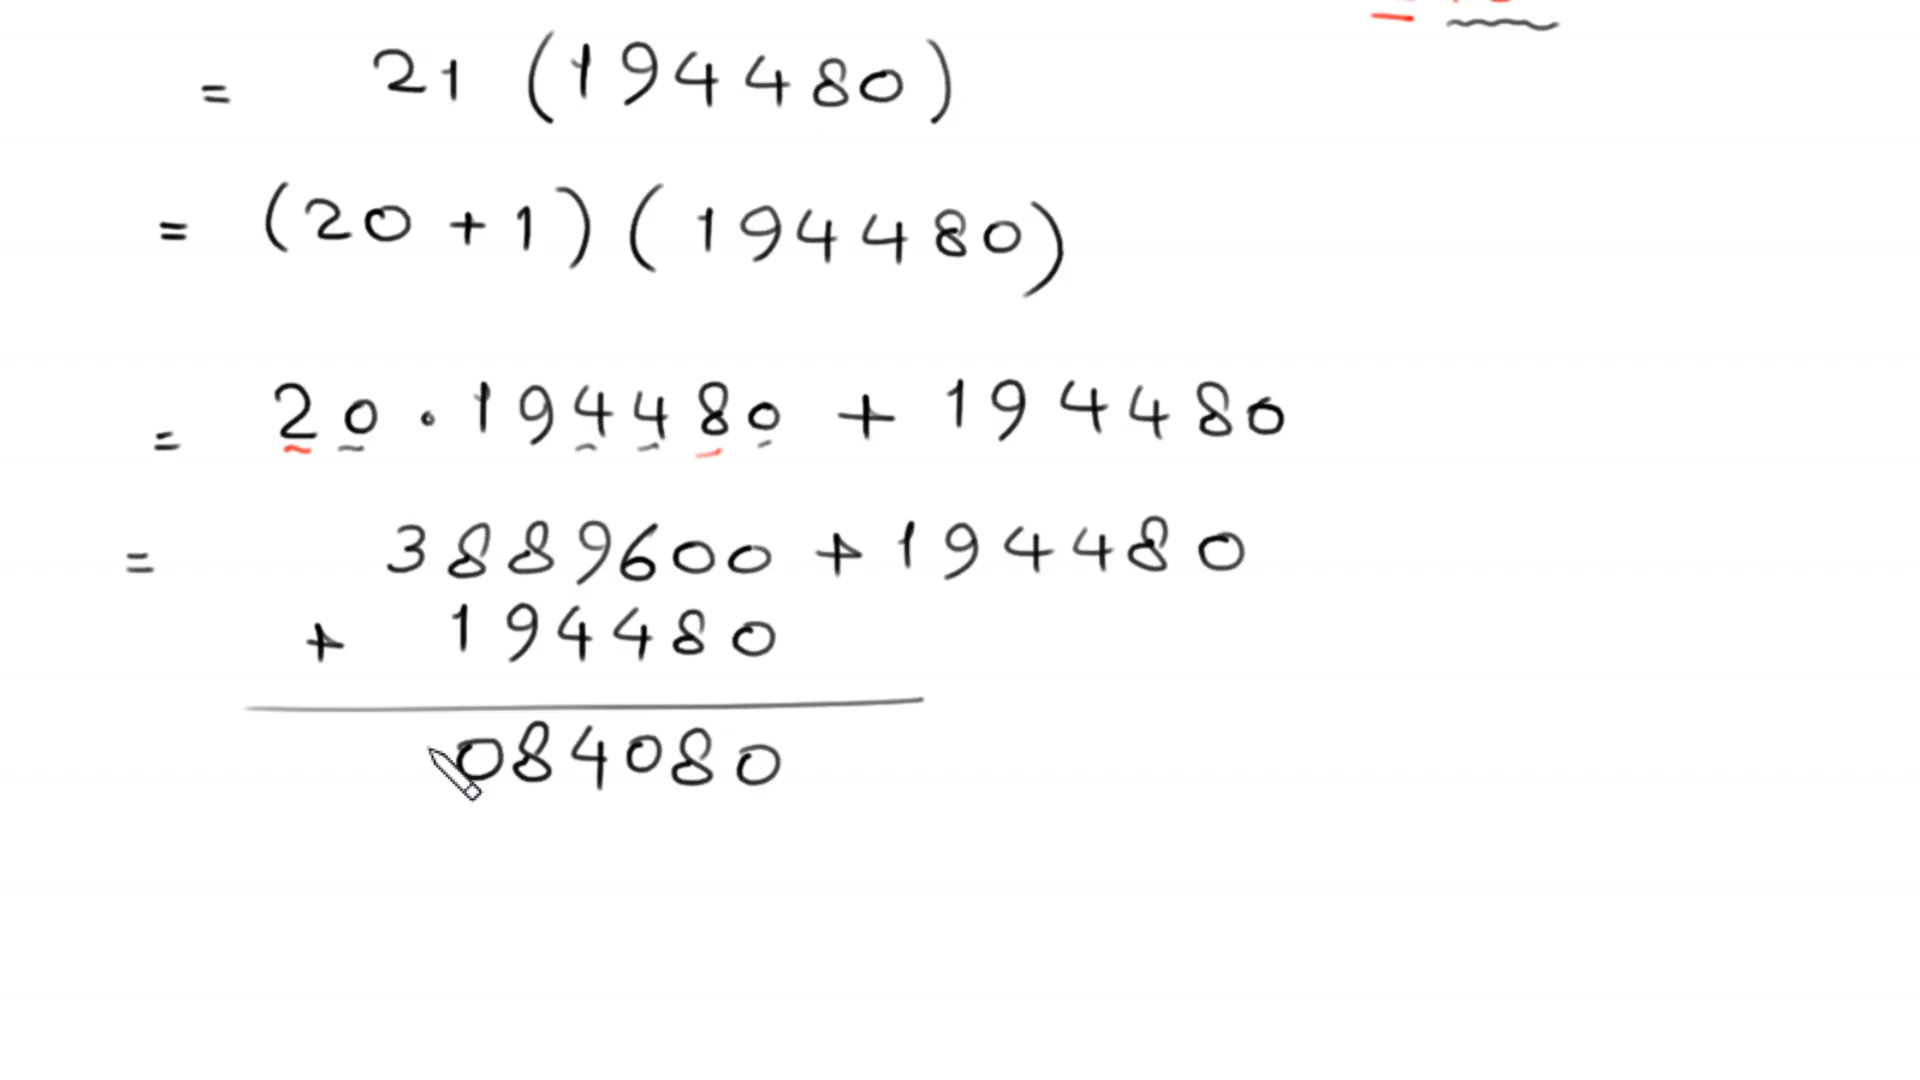 = 21 (194480)
= (20 + 1) (194480)
= 20 · 194480 + 194480
= 3889600 + 194480
+ 194480
084080